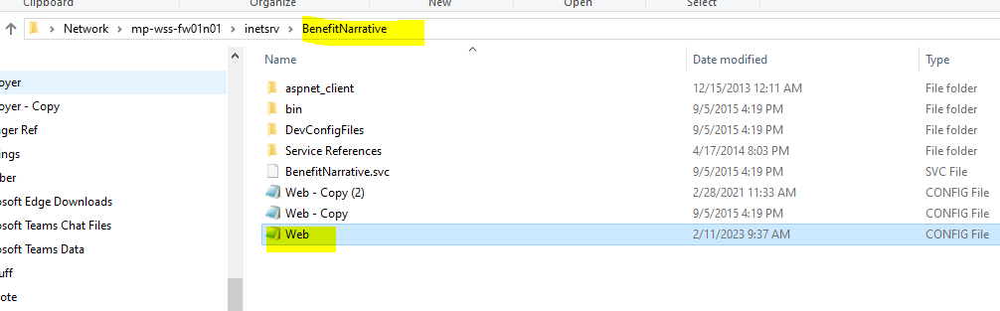 Clipboard Organize New Open Select
Network > mp-wss-fw01n01 > inetsrv > BenefitNarrative
Name Date modified Type
oyer
oyer - Copy
ger Ref
ings
ber
osoft Edge Downloads
osoft Teams Chat Files
osoft Teams Data
uff
ote
aspnet_client 12/15/2013 12:11 AM File folder
bin 9/5/2015 4:19 PM File folder
DevConfigFiles 9/5/2015 4:19 PM File folder
Service References 4/17/2014 8:03 PM File folder
BenefitNarrative.svc 9/5/2015 4:19 PM SVC File
Web - Copy (2) 2/28/2021 11:33 AM CONFIG File
Web - Copy 9/5/2015 4:19 PM CONFIG File
Web 2/11/2023 9:37 AM CONFIG File